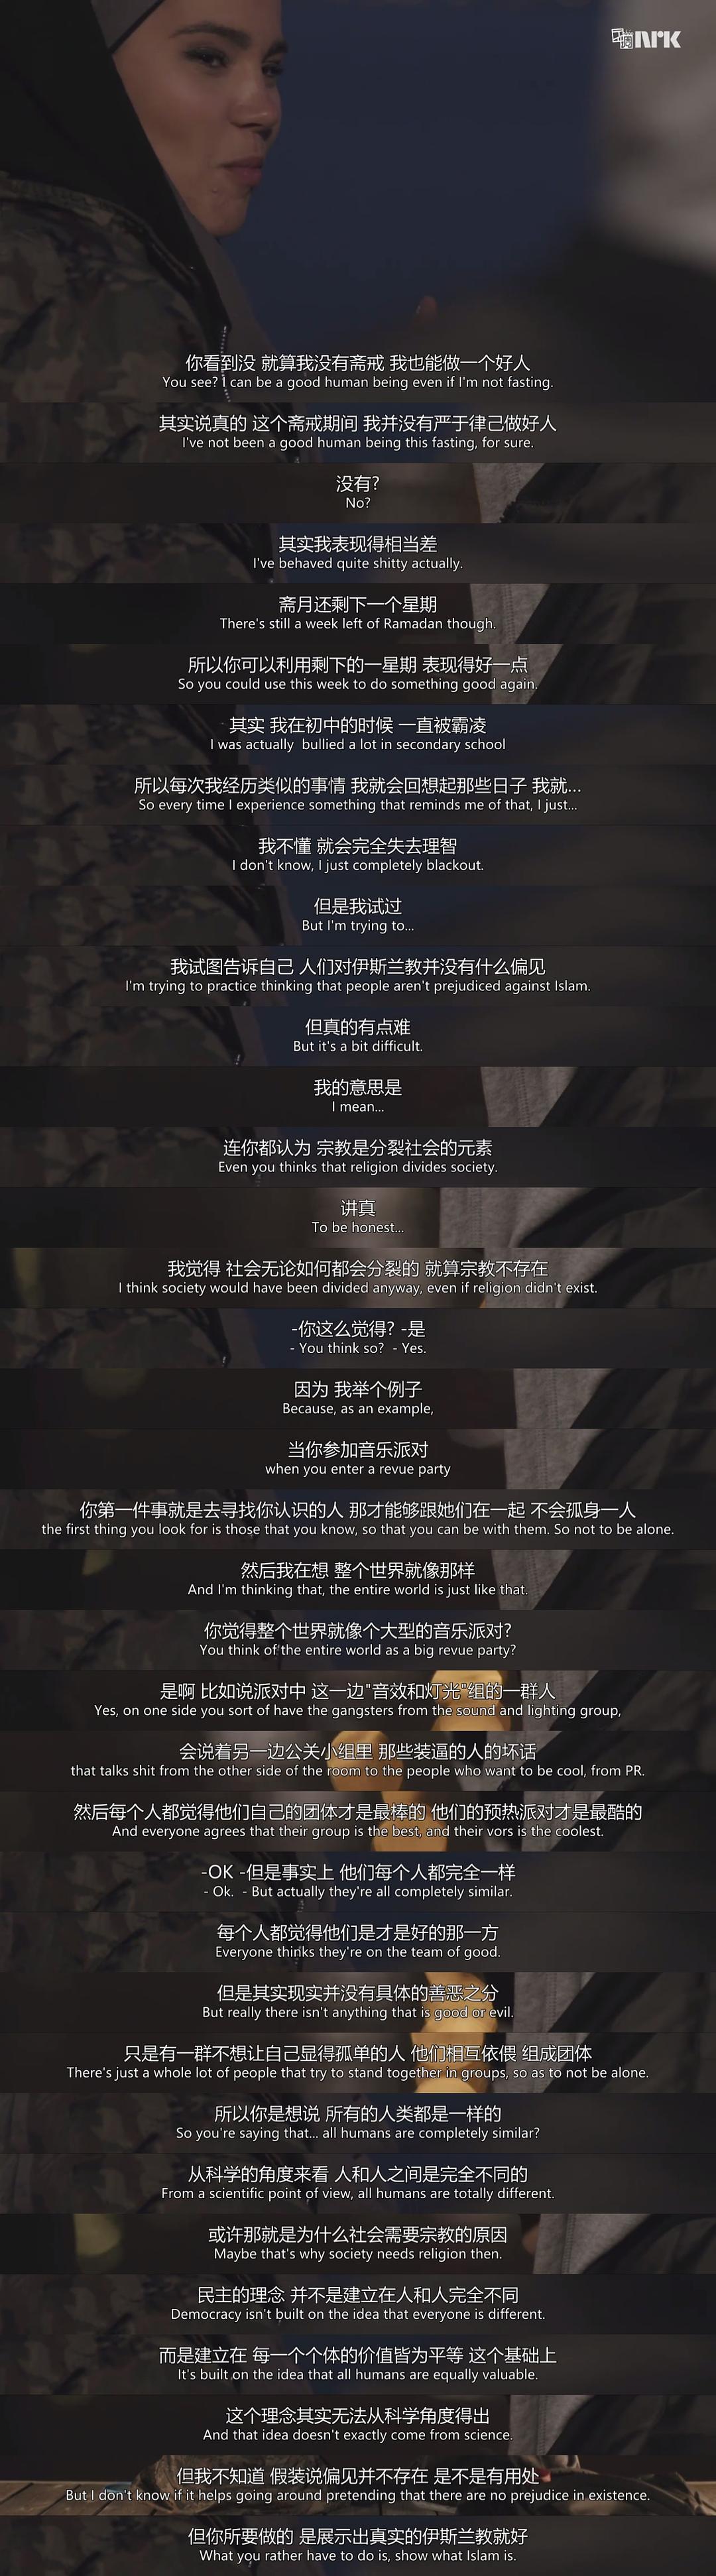 nrk
你看到没 就算我没有斋戒 我也能做一个好人
You see? I can be a good human being even if I'm not fasting.
其实说真的 这个斋戒期间 我并没有严于律己做好人
I've not been a good human being this fasting, for sure.
没有?
No?
其实我表现得相当差
I've behaved quite shitty actually.
斋月还剩下一个星期
There's still a week left of Ramadan though.
所以你可以利用剩下的一星期 表现得好一点
So you could use this week to do something good again.
其实 我在初中的时候 一直被霸凌
I was actually  bullied a lot in secondary school
所以每次我经历类似的事情 我就会回想起那些日子 我就…
So every time I experience something that reminds me of that, I just...
我不懂 就会完全失去理智
I don't know, I just completely blackout.
但是我试过
But I'm trying to...
我试图告诉自己 人们对伊斯兰教并没有什么偏见
I'm trying to practice thinking that people aren't prejudiced against Islam.
但真的有点难
But it's a bit difficult.
我的意思是
I mean...
连你都认为 宗教是分裂社会的元素
Even you thinks that religion divides society.
讲真
To be honest...
我觉得 社会无论如何都会分裂的 就算宗教不存在
I think society would have been divided anyway, even if religion didn't exist.
-你这么觉得? -是
- You think so?  - Yes.
因为 我举个例子
Because, as an example,
当你参加音乐派对
when you enter a revue party
你第一件事就是去寻找你认识的人 那才能够跟她们在一起 不会孤身一人
the first thing you look for is those that you know, so that you can be with them. So not to be alone.
然后我在想 整个世界就像那样
And I'm thinking that, the entire world is just like that.
你觉得整个世界就像个大型的音乐派对?
You think of the entire world as a big revue party?
是啊 比如说派对中 这一边"音效和灯光"组的一群人
Yes, on one side you sort of have the gangsters from the sound and lighting group,
会说着另一边公关小组里 那些装逼的人的坏话
that talks shit from the other side of the room to the people who want to be cool, from PR.
然后每个人都觉得他们自己的团体才是最棒的 他们的预热派对才是最酷的
And everyone agrees that their group is the best, and their vors is the coolest.
-OK -但是事实上 他们每个人都完全一样
- Ok.  - But actually they're all completely similar.
每个人都觉得他们是才是好的那一方
Everyone thinks they're on the team of good.
但是其实现实并没有具体的善恶之分
But really there isn't anything that is good or evil.
只是有一群不想让自己显得孤单的人 他们相互依偎 组成团体
There's just a whole lot of people that try to stand together in groups, so as to not be alone.
所以你是想说 所有的人类都是一样的
So you're saying that... all humans are completely similar?
从科学的角度来看 人和人之间是完全不同的
From a scientific point of view, all humans are totally different.
或许那就是为什么社会需要宗教的原因
Maybe that's why society needs religion then.
民主的理念 并不是建立在人和人完全不同
Democracy isn't built on the idea that everyone is different.
而是建立在 每一个个体的价值皆为平等 这个基础上
It's built on the idea that all humans are equally valuable.
这个理念其实无法从科学角度得出
And that idea doesn't exactly come from science.
但我不知道 假装说偏见并不存在 是不是有用处
But I don't know if it helps going around pretending that there are no prejudice in existence.
但你所要做的 是展示出真实的伊斯兰教就好
What you rather have to do is, show what Islam is.